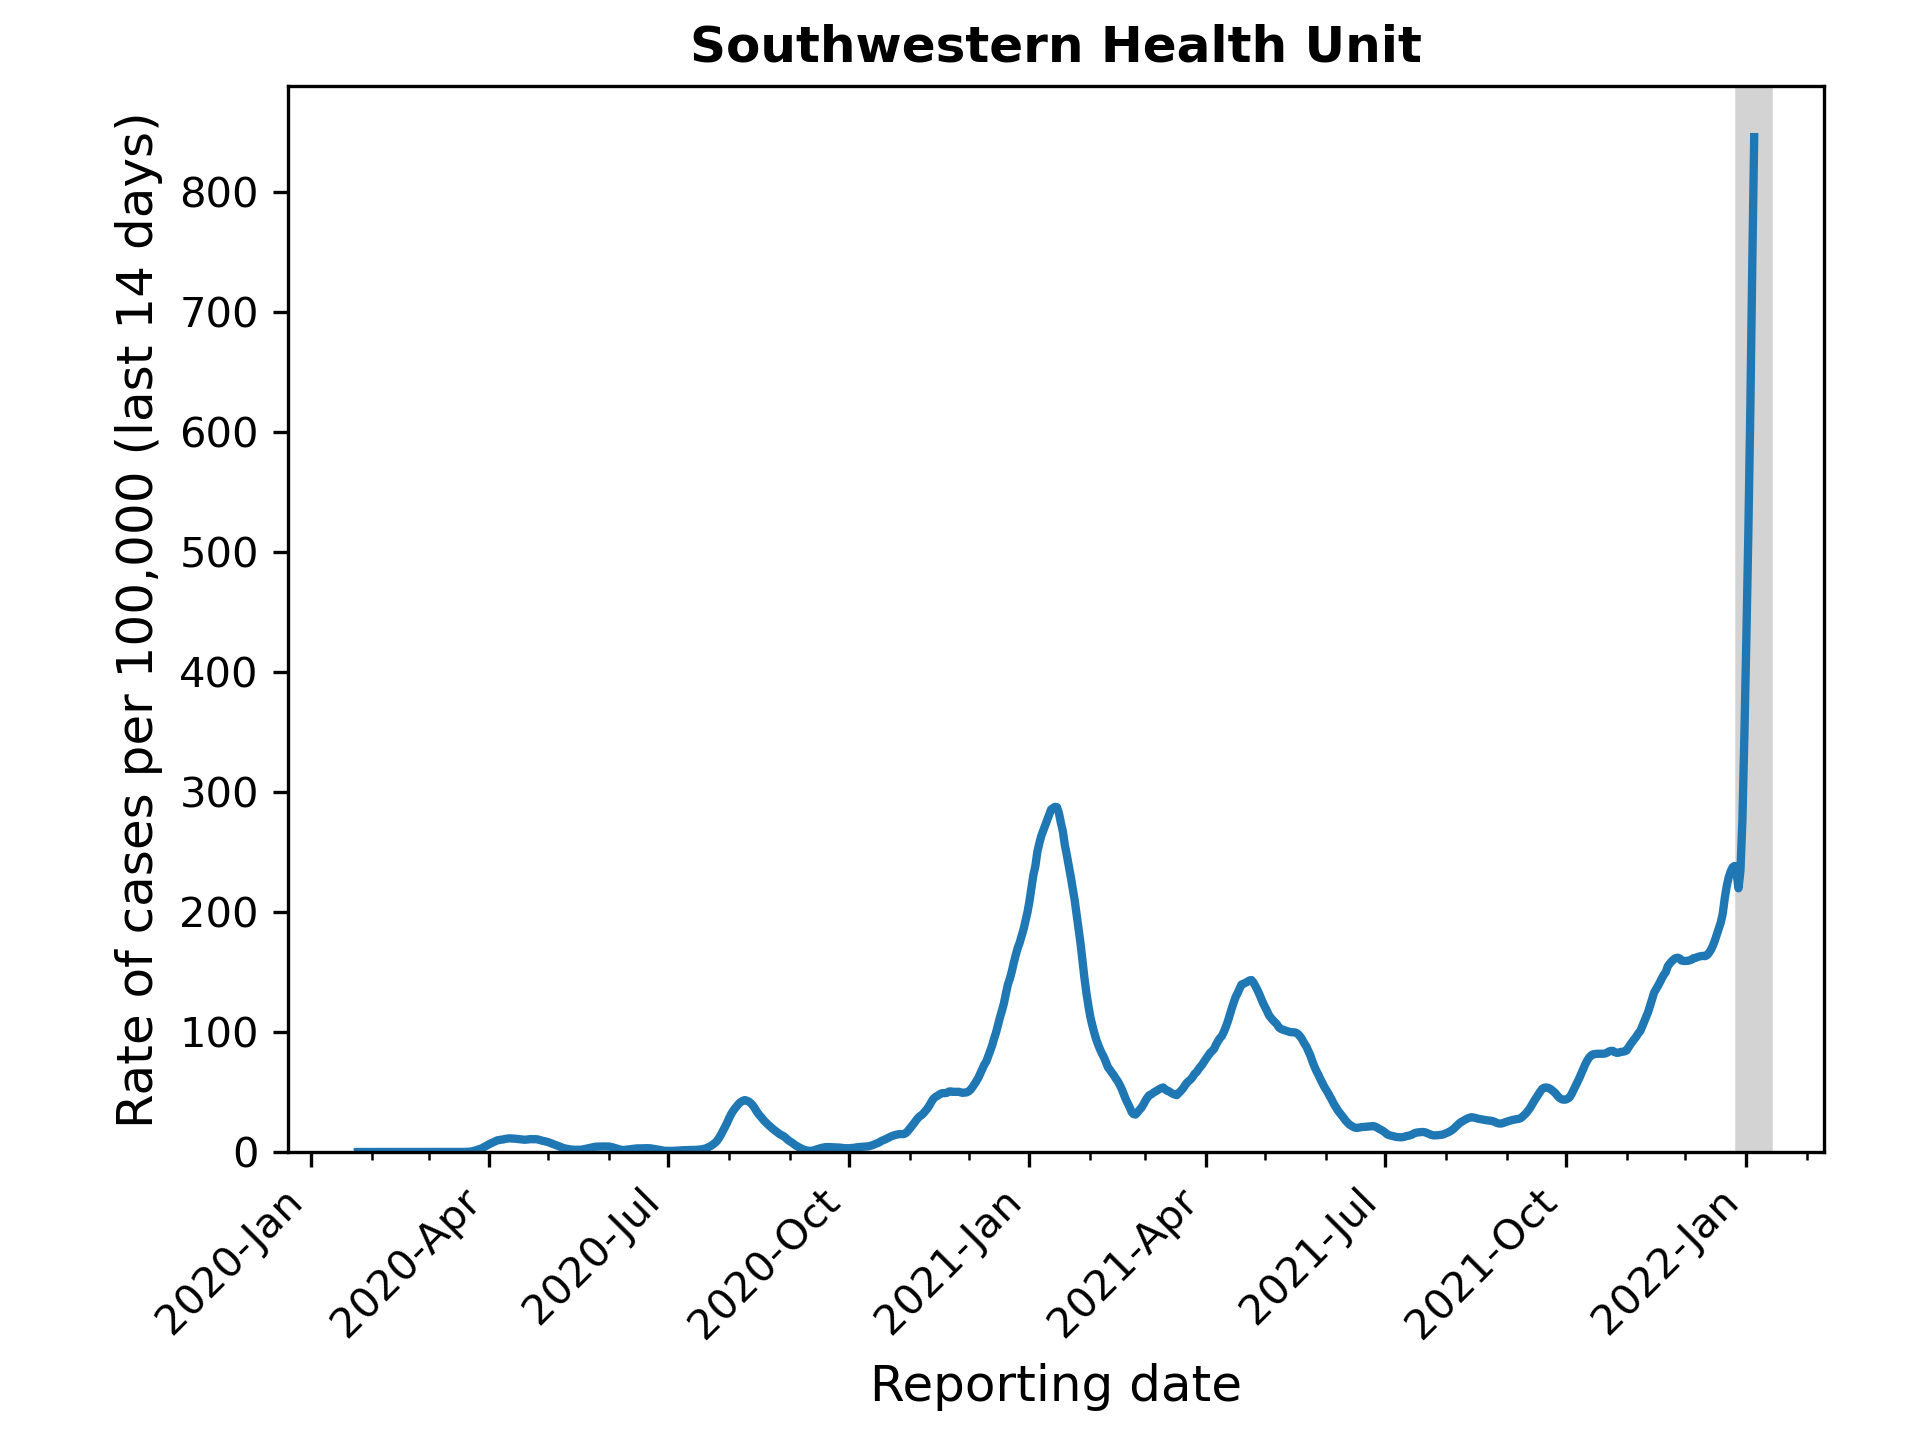 Southwestern Health Unit
Rate of cases per 100,000 (last 14 days)
800
700
600
500
400
300
200
100
0
2020-Jan
2020-Apr
2020-Jul
2020-Oct
2021-Jan
2021-Apr
2021-Jul
2021-Oct
2022-Jan
Reporting date